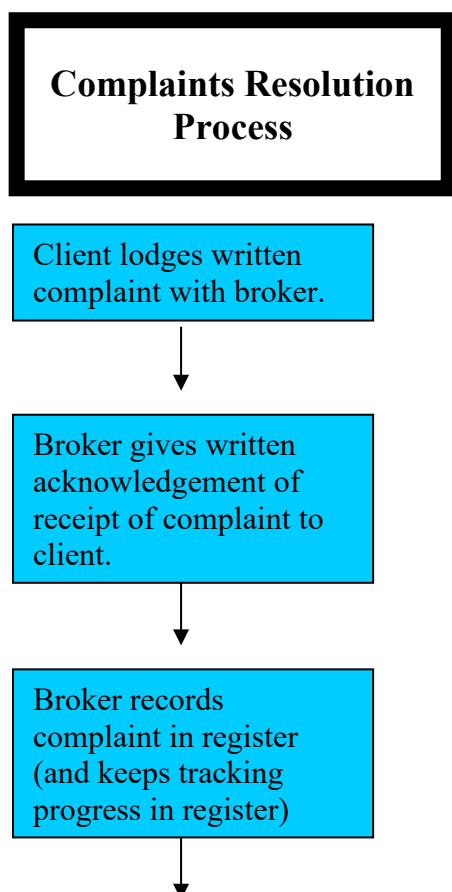 Complaints Resolution
Process
Client lodges written
complaint with broker.
Broker gives written
acknowledgement of
receipt of complaint to
client.
Broker records
complaint in register
(and keeps tracking
progress in register)